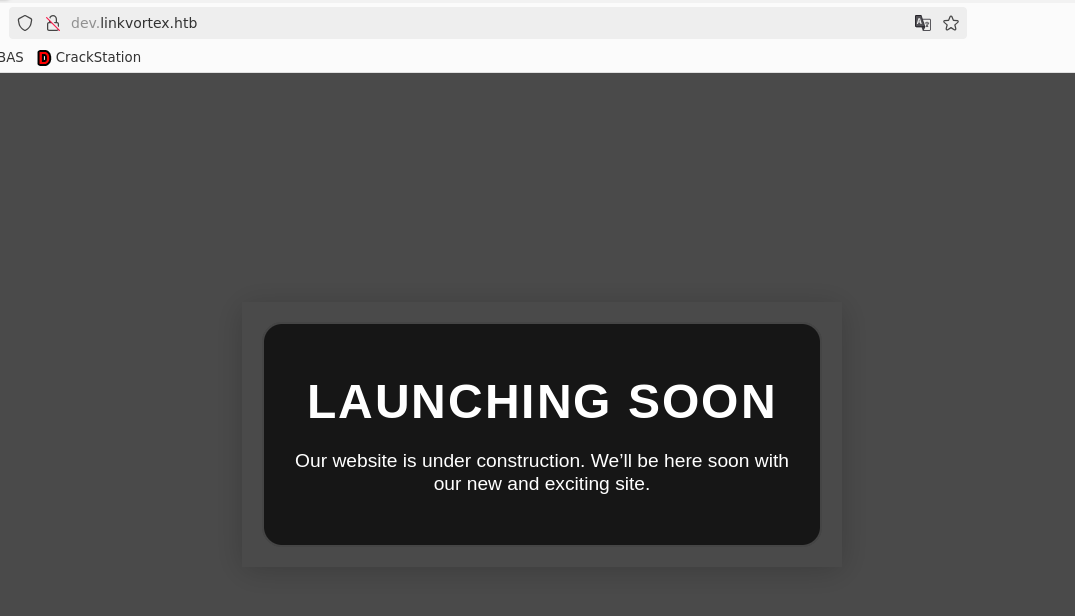 dev.linkvortex.htb
BAS CrackStation
LAUNCHING SOON
Our website is under construction. We’ll be here soon with
our new and exciting site.